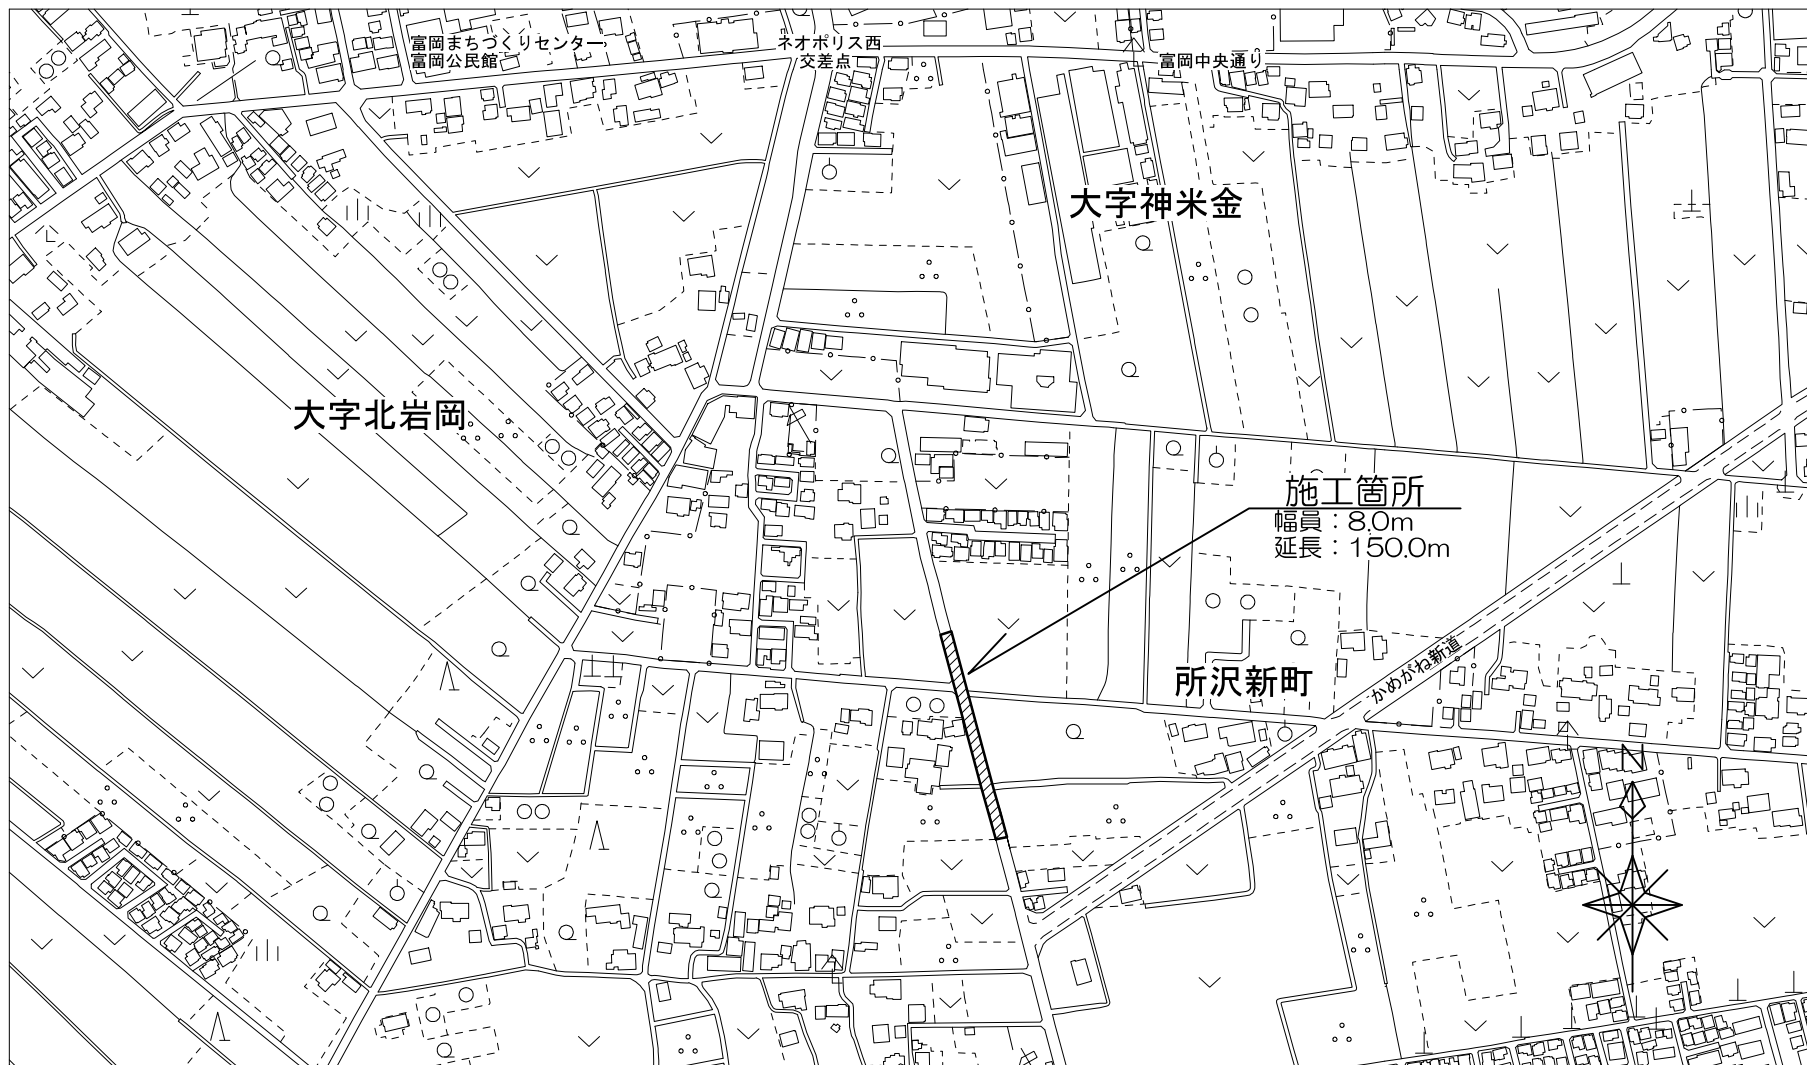 富岡まちづくりセンター
富岡公民館
ネオポリス西
交差点
富岡中央通り
大字神米金
大字北岩岡
施工箇所
幅員：8.0m
延長：150.0m
所沢新町
かめがね新道
N